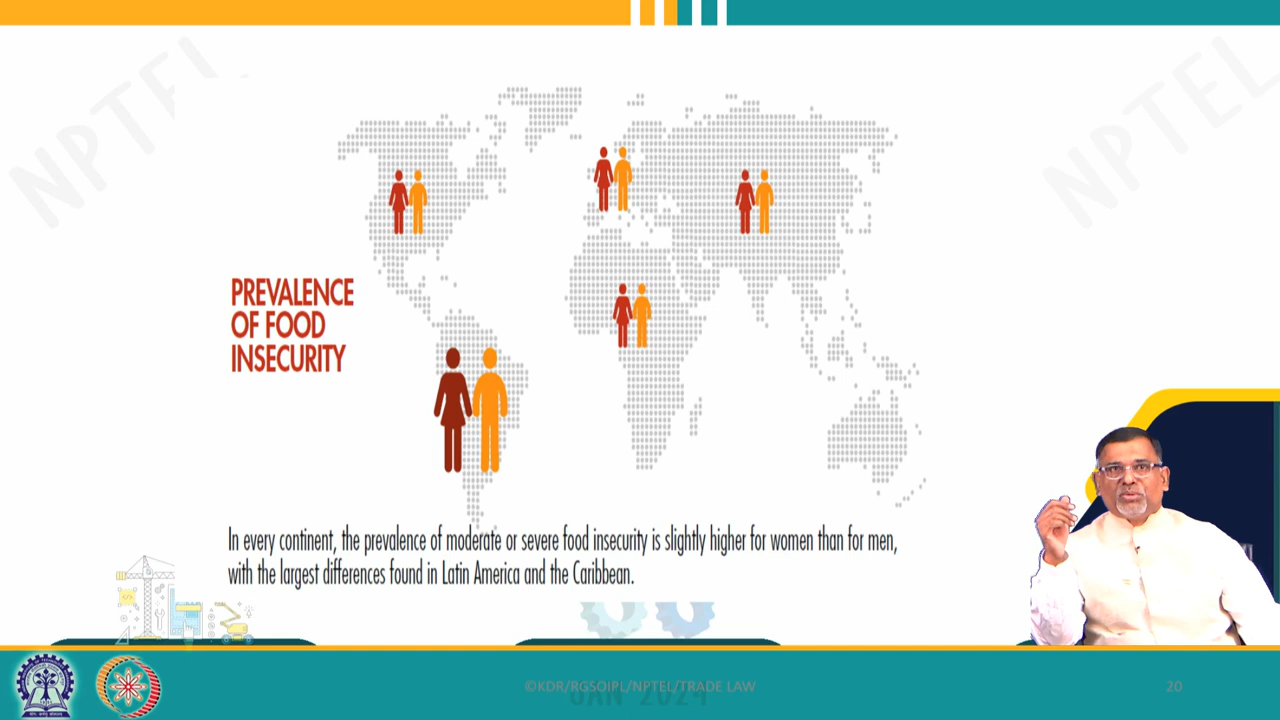 NPTEL
NPTEL
PREVALENCE
OF FOOD
INSECURITY
In every continent, the prevalence of moderate or severe food insecurity is slightly higher for women than for men,
with the largest differences found in Latin America and the Caribbean.
©KDR/RGSOIPL/NPTEL/TRADE LAW
JAN 2024
20